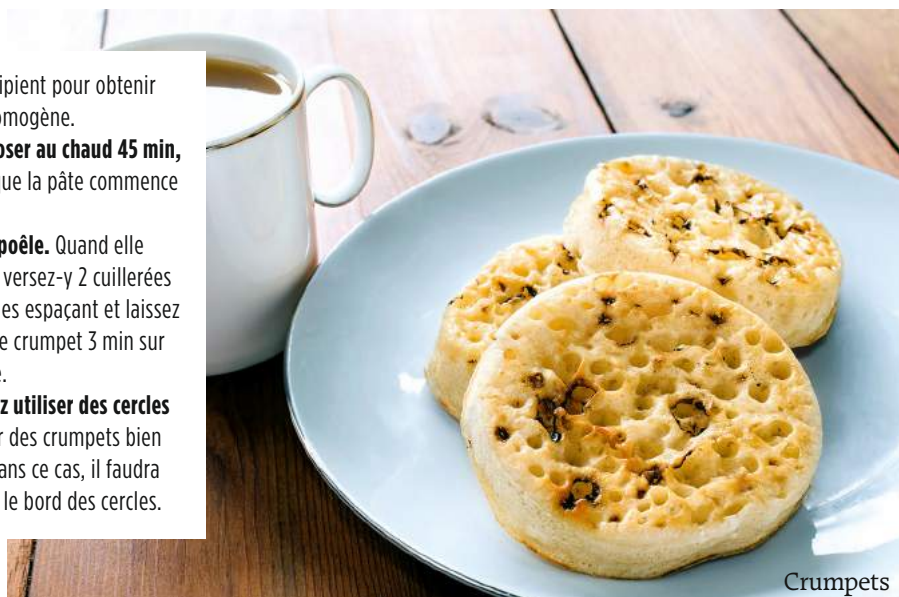 ipient pour obtenir
omogène.
oser au chaud 45 min,
que la pâte commence
poêle. Quand elle
versez-y 2 cuillerées
es espaçant et laissez
e crumpet 3 min sur
e.
z utiliser des cercles
r des crumpets bien
ans ce cas, il faudra
le bord des cercles.
Crumpets